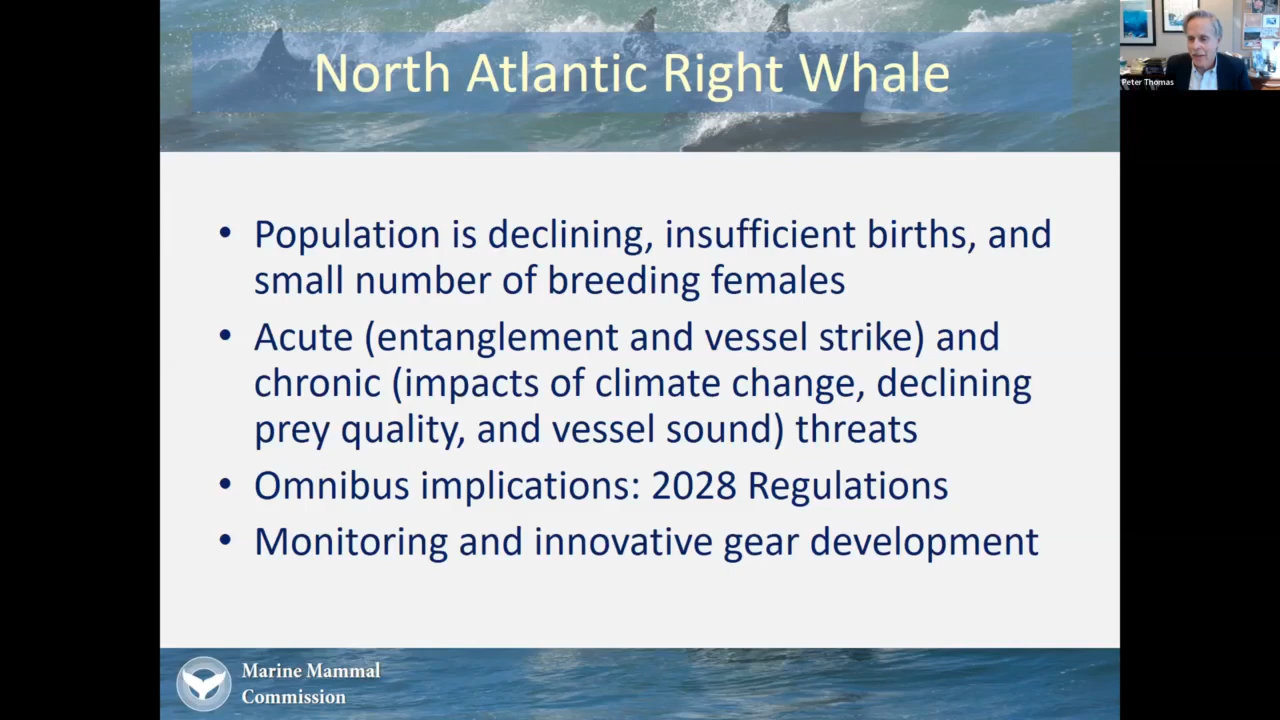 North Atlantic Right Whale
Peter Thomas
• Population is declining, insufficient births, and
small number of breeding females
• Acute (entanglement and vessel strike) and
chronic (impacts of climate change, declining
prey quality, and vessel sound) threats
• Omnibus implications: 2028 Regulations
• Monitoring and innovative gear development
Marine Mammal
Commission